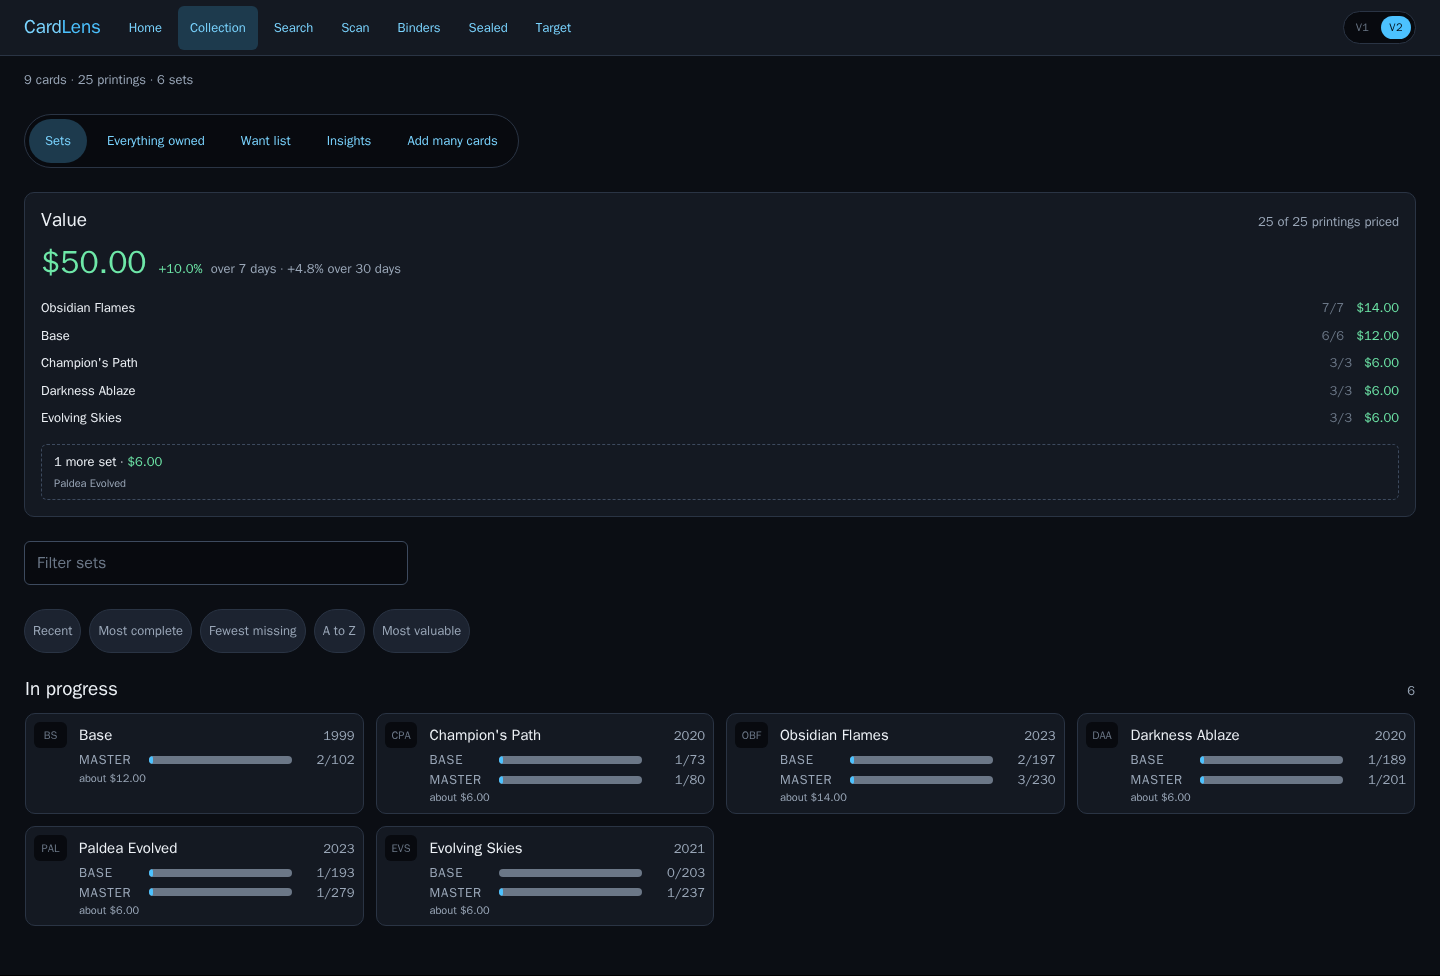 CardLens Home Collection Search Scan Binders Sealed Target V1 V2
9 cards · 25 printings · 6 sets
Sets Everything owned Want list Insights Add many cards
Value 25 of 25 printings priced
$50.00 +10.0% over 7 days · +4.8% over 30 days
Obsidian Flames 7/7 $14.00
Base 6/6 $12.00
Champion's Path 3/3 $6.00
Darkness Ablaze 3/3 $6.00
Evolving Skies 3/3 $6.00
1 more set · $6.00
Paldea Evolved
Filter sets
Recent Most complete Fewest missing A to Z Most valuable
In progress 6
BS Base 1999
MASTER 2/102
about $12.00
CPA Champion's Path 2020
BASE 1/73
MASTER 1/80
about $6.00
OBF Obsidian Flames 2023
BASE 2/197
MASTER 3/230
about $14.00
DAA Darkness Ablaze 2020
BASE 1/189
MASTER 1/201
about $6.00
PAL Paldea Evolved 2023
BASE 1/193
MASTER 1/279
about $6.00
EVS Evolving Skies 2021
BASE 0/203
MASTER 1/237
about $6.00